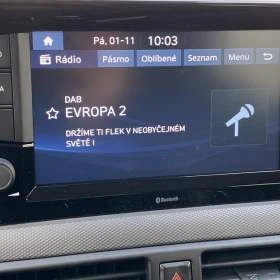 Pá, 01-11 10:03
Rádio Pásmo Oblíbené Seznam Menu
DAB
EVROPA 2
DRŽÍME TI FLEK V NEOBYČEJNÉM
SVĚTĚ !
Bluetooth